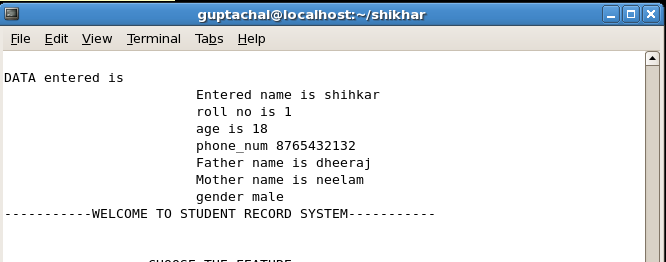 guptachal@localhost:~/shikhar
File Edit View Terminal Tabs Help
DATA entered is
Entered name is shihkar
roll no is 1
age is 18
phone_num 8765432132
Father name is dheeraj
Mother name is neelam
gender male
-----------WELCOME TO STUDENT RECORD SYSTEM-----------
CHOOSE THE FEATURE